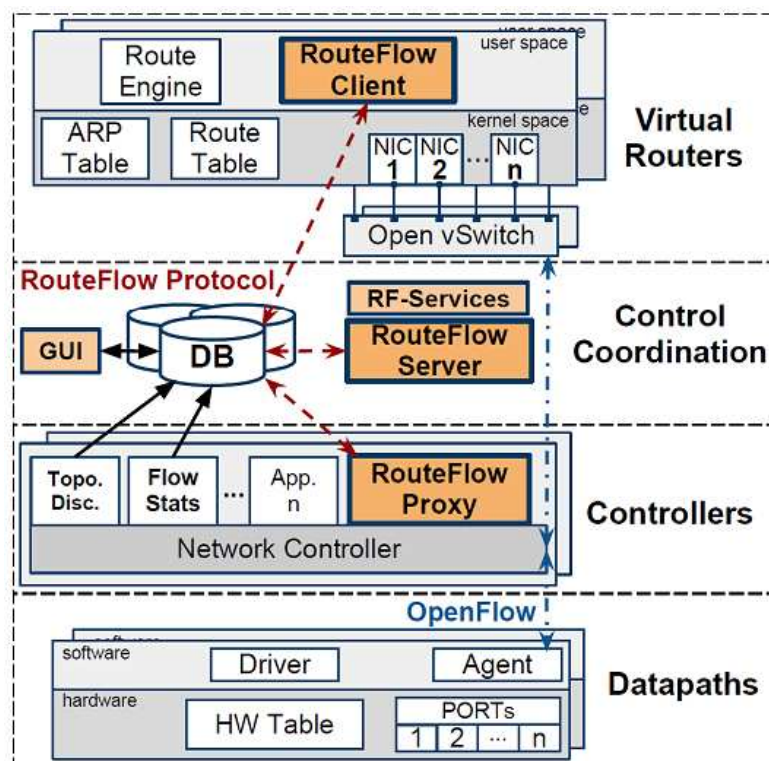 user space
user space
Route
Engine
RouteFlow
Client
kernel space
ARP
Table
Route
Table
NIC
1
NIC
2
...
NIC
n
Virtual
Routers
Open vSwitch
RouteFlow Protocol
RF-Services
GUI
DB
RouteFlow
Server
Control
Coordination
Topo.
Disc.
Flow
Stats
...
App.
n
RouteFlow
Proxy
Controllers
Network Controller
OpenFlow
software
Driver
Agent
Datapaths
hardware
HW Table
PORTs
1 2 ... n